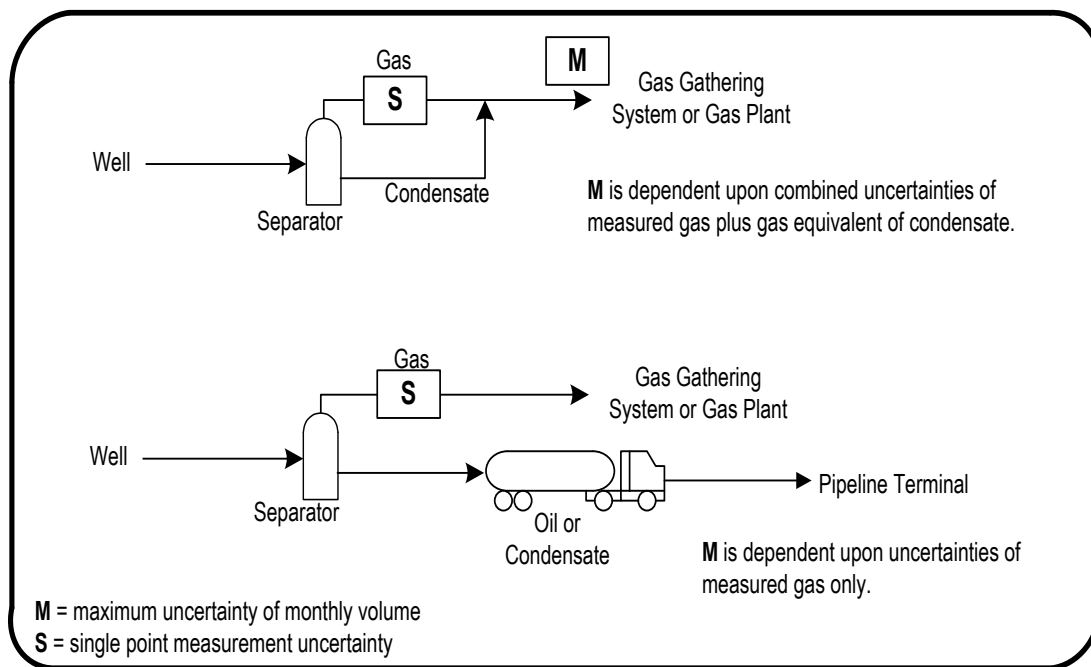 Gas
S
M
Gas Gathering
System or Gas Plant
Well
Condensate
Separator
M is dependent upon combined uncertainties of
measured gas plus gas equivalent of condensate.
Gas
S
Gas Gathering
System or Gas Plant
Well
Separator
Pipeline Terminal
Oil or
Condensate
M is dependent upon uncertainties of
measured gas only.
M = maximum uncertainty of monthly volume
S = single point measurement uncertainty